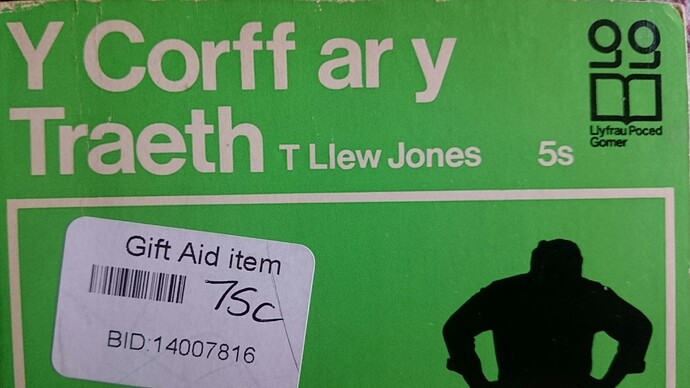 Y Corff ar y
Traeth T Llew Jones 5s
Llyfrau Poced
Gomer
Gift Aid item
75c
BID:14007816